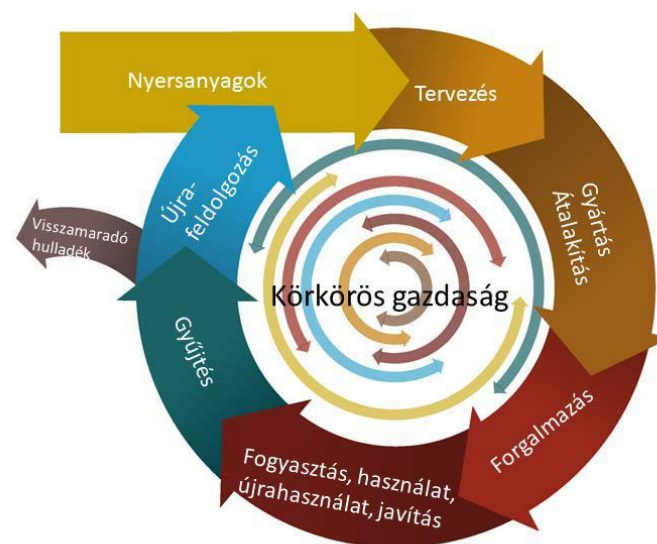 Nyersanyagok
Tervezés
Gyártás
Átalakítás
Forgalmazás
Fogyasztás, használat,
újrahasználat, javítás
Gyűjtés
Újra-
feldolgozás
Visszamaradó
hulladék
Körkörös gazdaság